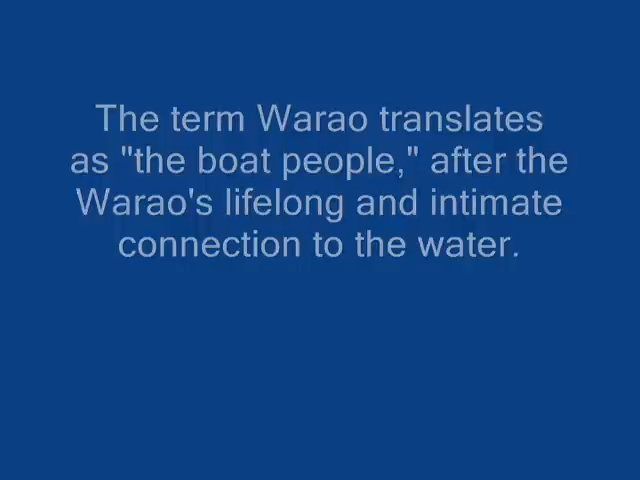 The term Warao translates
as "the boat people," after the
Warao's lifelong and intimate
connection to the water.